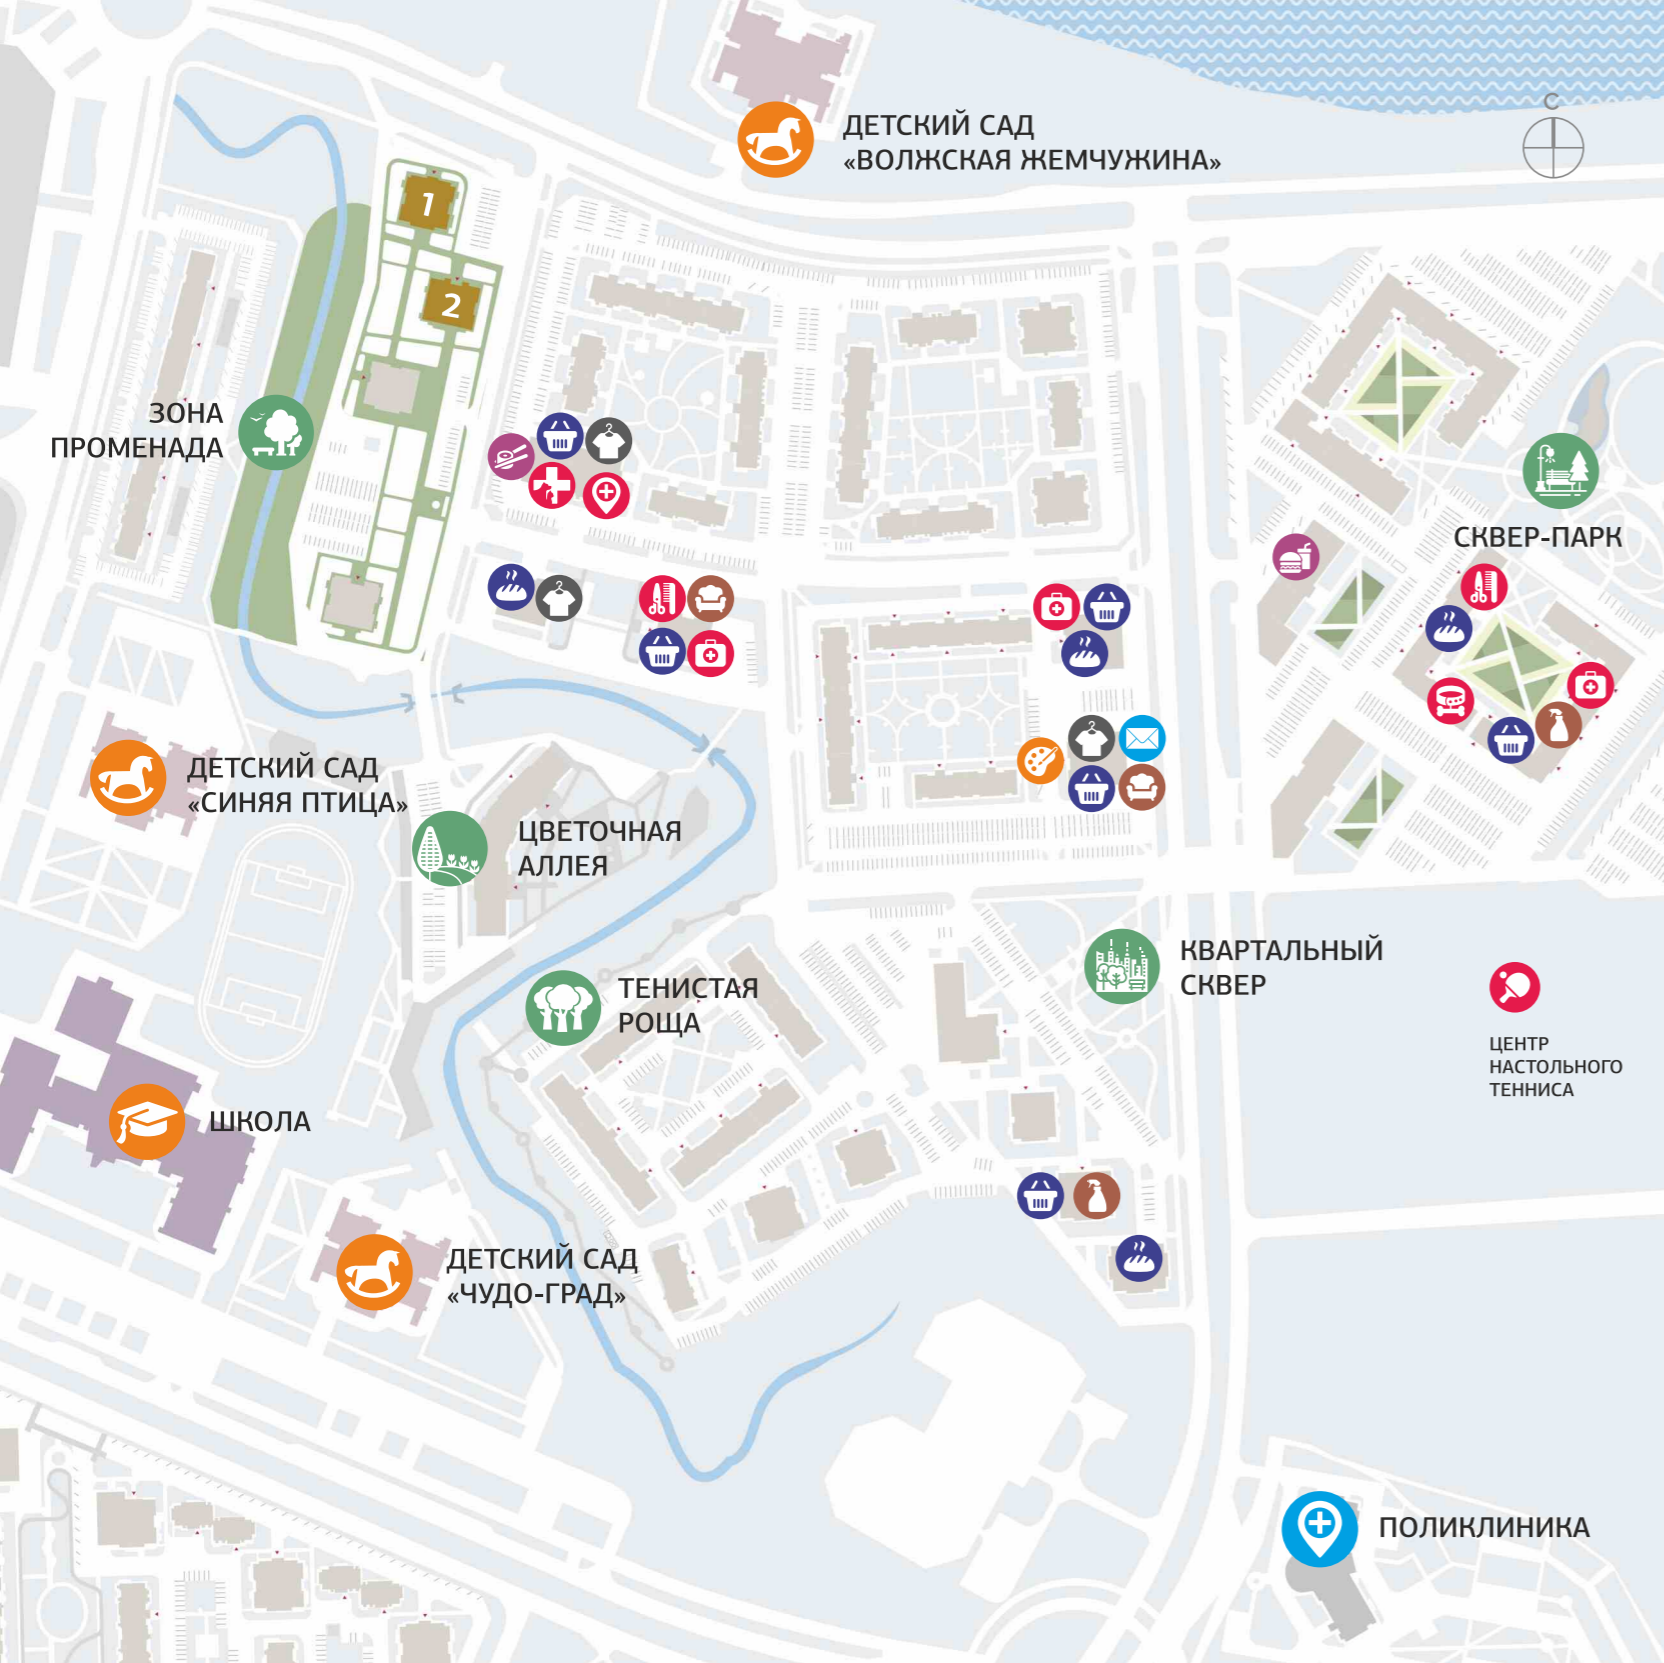 С
ДЕТСКИЙ САД
«ВОЛЖСКАЯ ЖЕМЧУЖИНА»
1
2
ЗОНА
ПРОМЕНАДА
СКВЕР-ПАРК
ДЕТСКИЙ САД
«СИНЯЯ ПТИЦА»
ЦВЕТОЧНАЯ
АЛЛЕЯ
КВАРТАЛЬНЫЙ
СКВЕР
ТЕНИСТАЯ
РОЩА
ЦЕНТР
НАСТОЛЬНОГО
ТЕННИСА
ШКОЛА
ДЕТСКИЙ САД
«ЧУДО-ГРАД»
ПОЛИКЛИНИКА